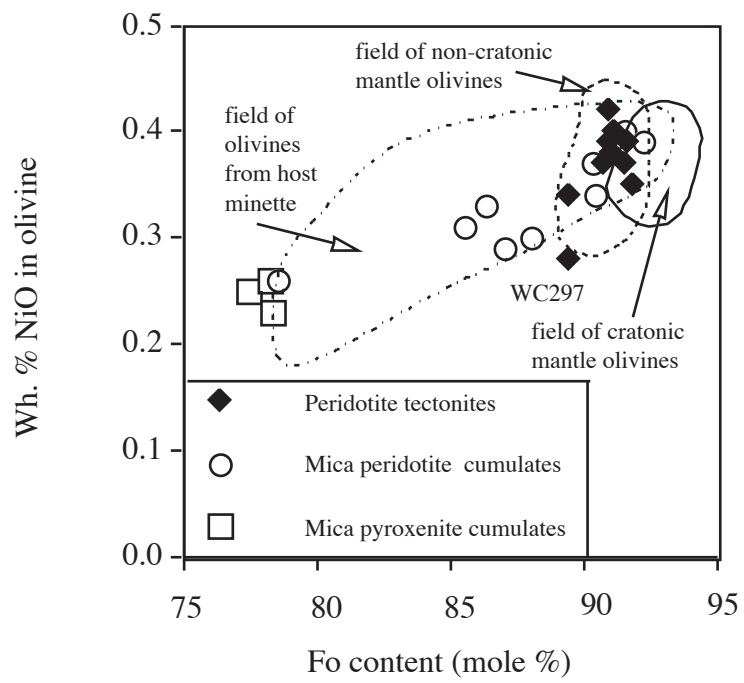 0.5
0.4
0.3
0.2
0.1
0.0
Wh. % NiO in olivine
field of non-cratonic
mantle olivines
field of
olivines
from host
minette
WC297
field of cratonic
mantle olivines
Peridotite tectonites
Mica peridotite cumulates
Mica pyroxenite cumulates
75
80
85
90
95
Fo content (mole %)